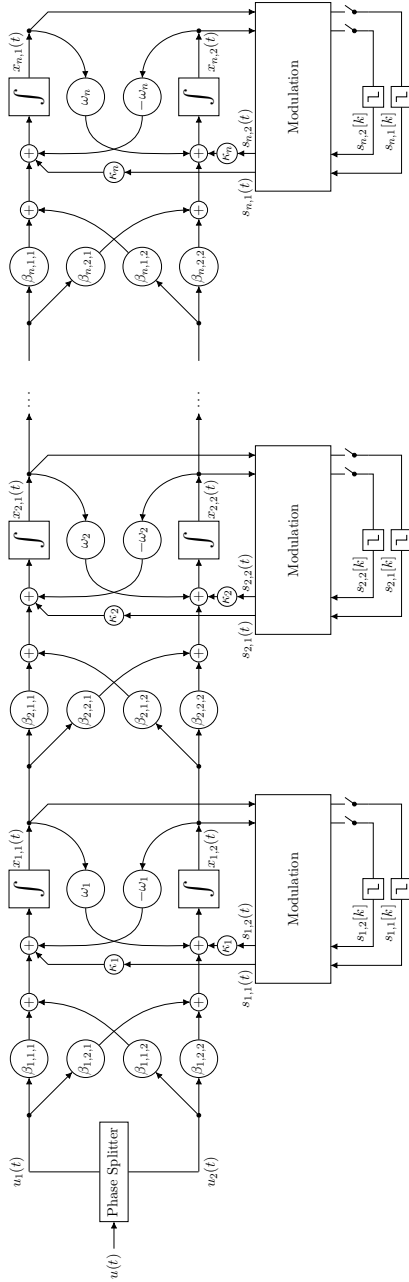 u(t)
Phase Splitter
u_1(t)
u_2(t)
β_{1,1,1}
β_{1,2,1}
β_{1,1,2}
β_{1,2,2}
+
+
+
+
κ_1
κ_1
∫
ω_1
-ω_1
∫
x_{1,1}(t)
x_{1,2}(t)
s_{1,1}(t)
s_{1,2}(t)
Modulation
s_{1,2}[k]
s_{1,1}[k]
β_{2,1,1}
β_{2,2,1}
β_{2,1,2}
β_{2,2,2}
+
+
+
+
κ_2
κ_2
∫
ω_2
-ω_2
∫
x_{2,1}(t)
x_{2,2}(t)
s_{2,1}(t)
s_{2,2}(t)
Modulation
s_{2,2}[k]
s_{2,1}[k]
...
...
β_{n,1,1}
β_{n,2,1}
β_{n,1,2}
β_{n,2,2}
+
+
+
+
κ_n
κ_n
∫
ω_n
-ω_n
∫
x_{n,1}(t)
x_{n,2}(t)
s_{n,1}(t)
s_{n,2}(t)
Modulation
s_{n,2}[k]
s_{n,1}[k]